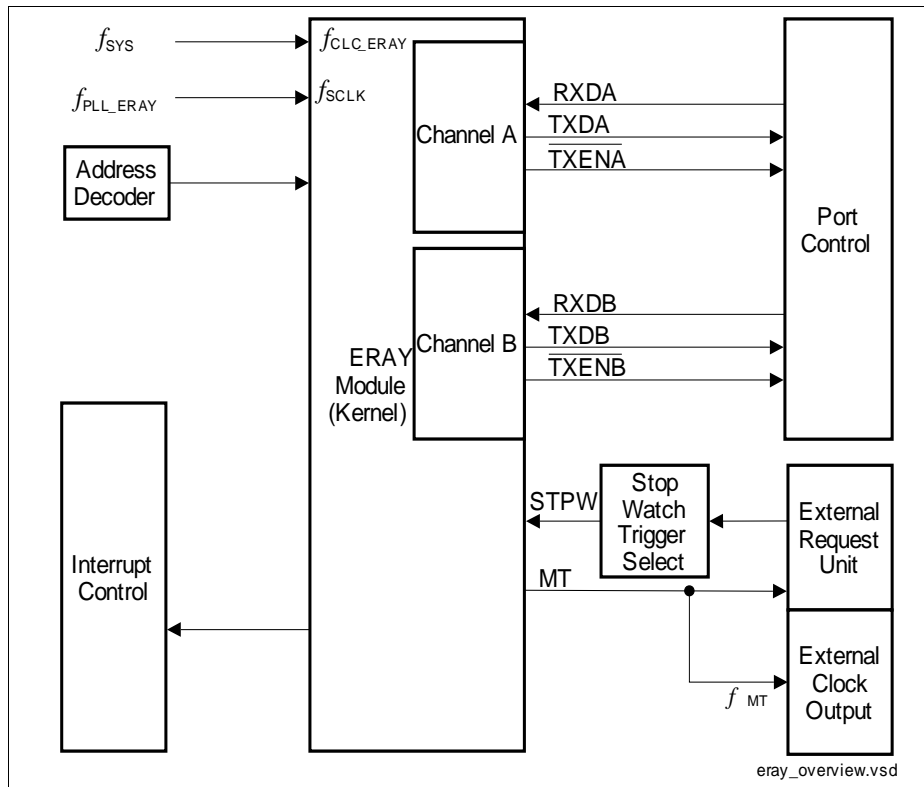 fSYS
fCLC_ERAY
fPLL_ERAY
fSCLK
Address
Decoder
Channel A
RXDA
TXDA
TXENA
Port
Control
Channel B
RXDB
TXDB
TXENB
ERAY
Module
(Kernel)
Interrupt
Control
STPW
Stop
Watch
Trigger
Select
External
Request
Unit
MT
f MT
External
Clock
Output
eray_overview.vsd